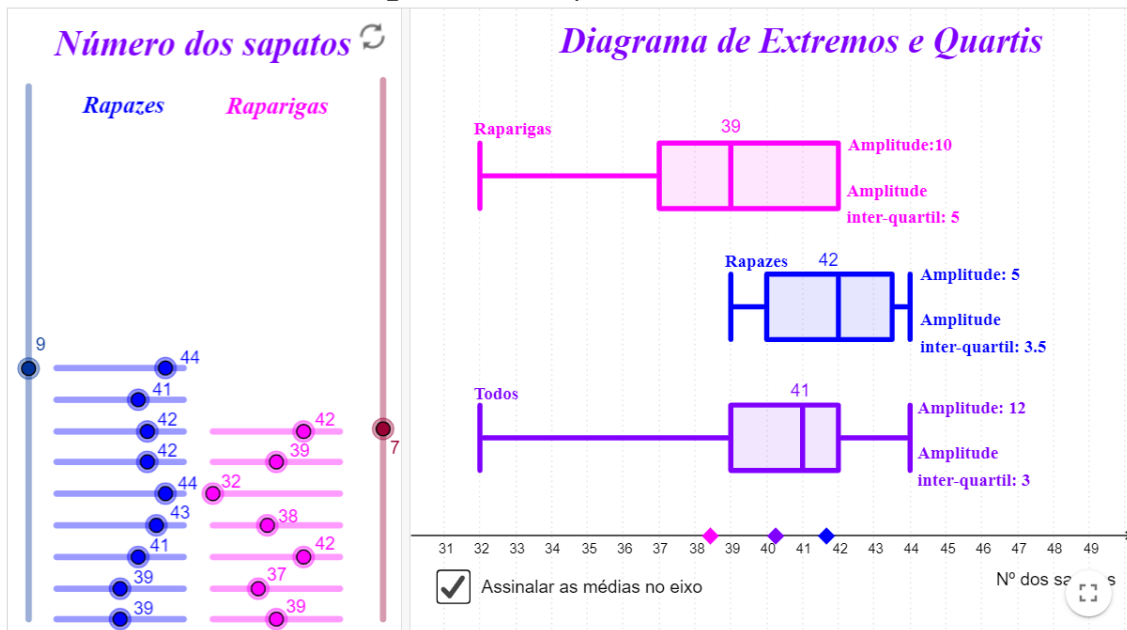 Número dos sapatos
Rapazes
Raparigas
9
44
41
42
42
42
39
7
44
32
43
38
41
42
39
37
39
39
Diagrama de Extremos e Quartis
Raparigas
39
Amplitude:10
Amplitude
inter-quartil: 5
Rapazes
42
Amplitude: 5
Amplitude
inter-quartil: 3.5
Todos
41
Amplitude: 12
Amplitude
inter-quartil: 3
31 32 33 34 35 36 37 38 39 40 41 42 43 44 45 46 47 48 49
Assinalar as médias no eixo
Nº dos